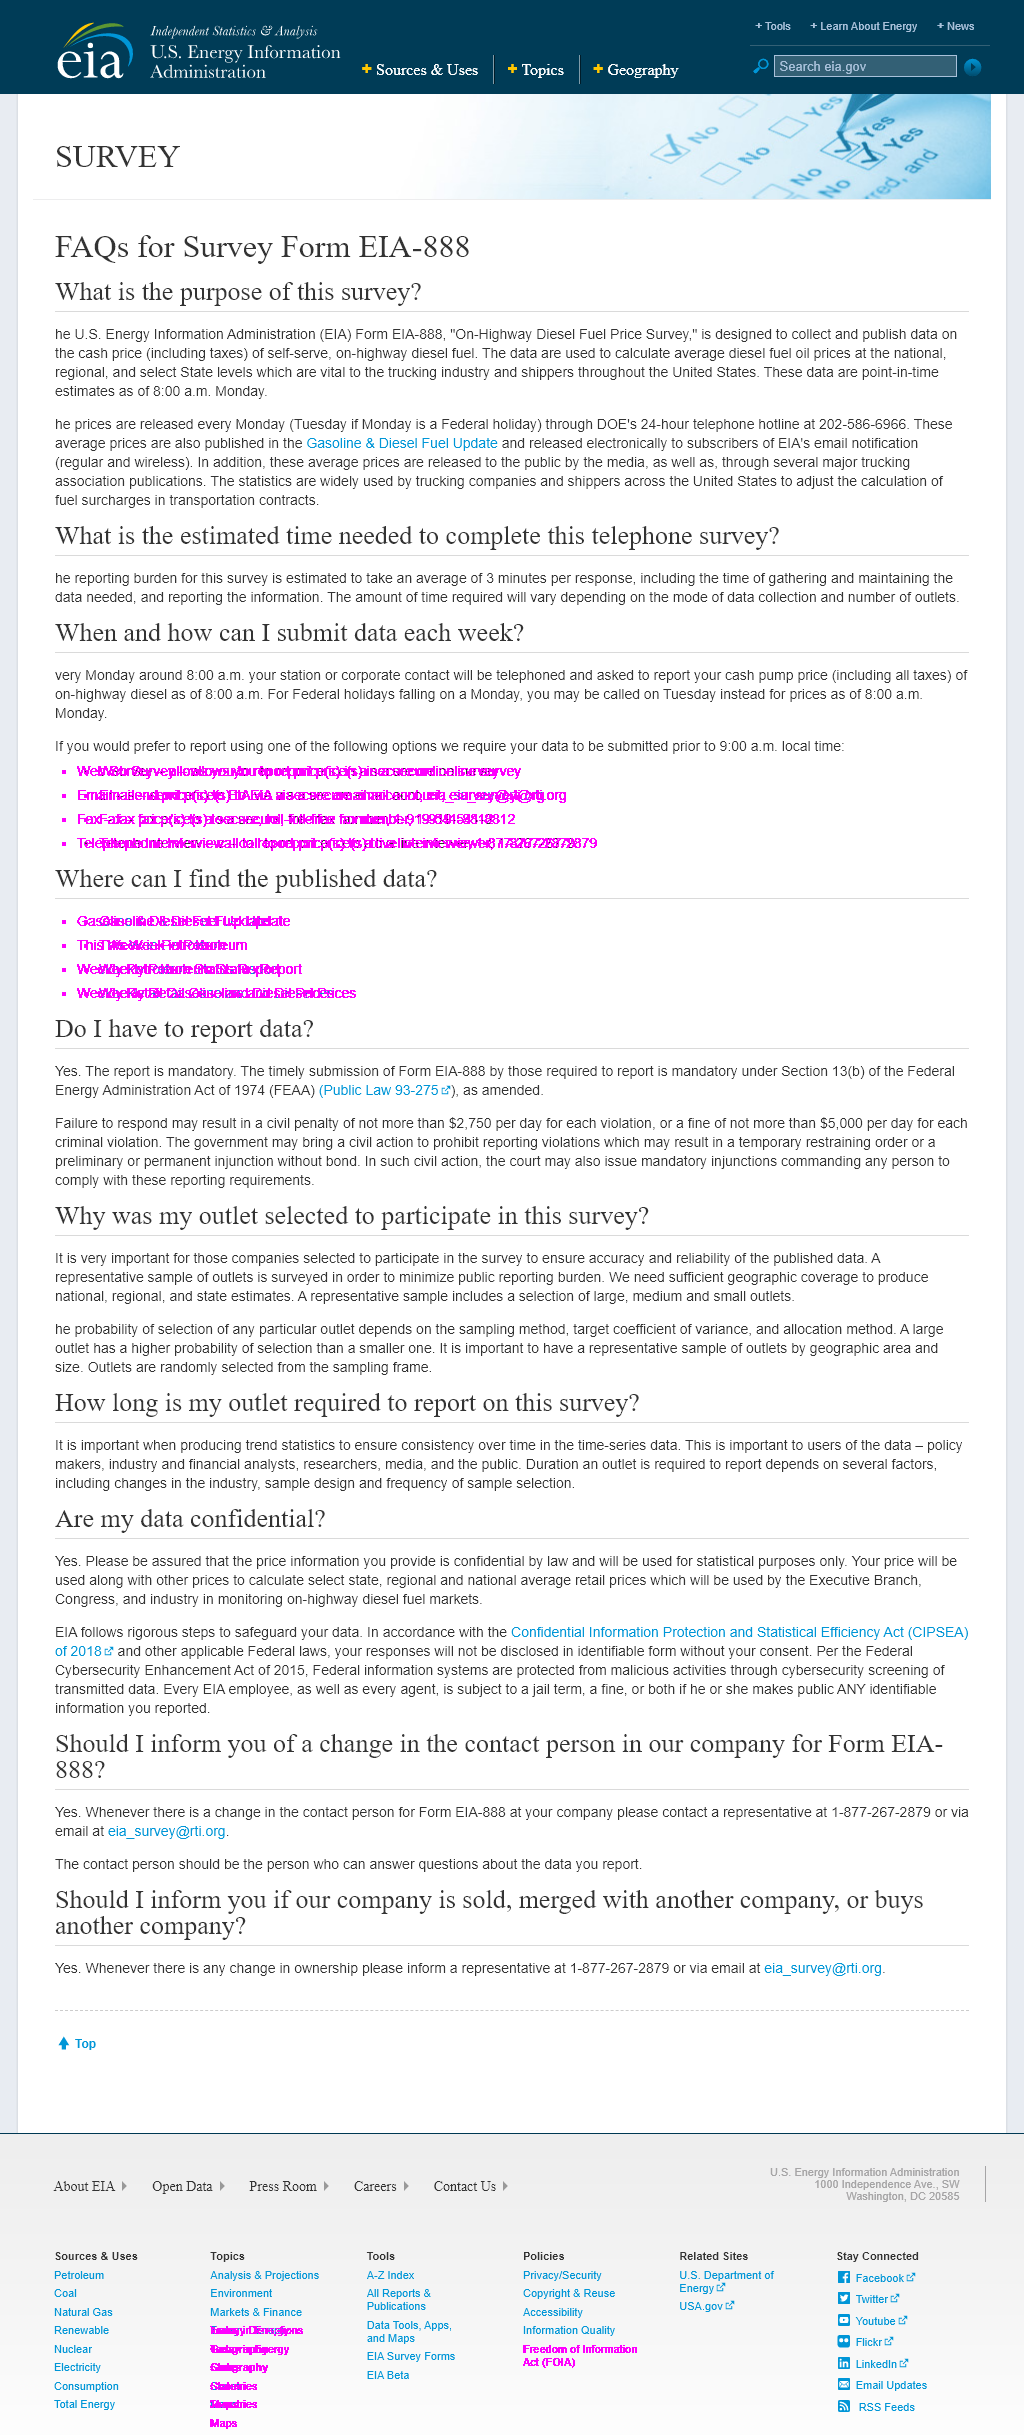 Independent Statistics & Analysis
U.S. Energy Information
Administration
eia
+ Sources & Uses
+ Topics
+ Geography
+ Tools
+ Learn About Energy
+ News
Search eia.gov
SURVEY
No
Yes
No
Yes
Yes
No
No
FAQs for Survey Form EIA-888
What is the purpose of this survey?
he U.S. Energy Information Administration (EIA) Form EIA-888, "On-Highway Diesel Fuel Price Survey," is designed to collect and publish data on
the cash price (including taxes) of self-serve, on-highway diesel fuel. The data are used to calculate average diesel fuel oil prices at the national,
regional, and select State levels which are vital to the trucking industry and shippers throughout the United States. These data are point-in-time
estimates as of 8:00 a.m. Monday.
he prices are released every Monday (Tuesday if Monday is a Federal holiday) through DOE's 24-hour telephone hotline at 202-586-6966. These
average prices are also published in the Gasoline & Diesel Fuel Update and released electronically to subscribers of EIA's email notification
(regular and wireless). In addition, these average prices are released to the public by the media, as well as, through several major trucking
association publications. The statistics are widely used by trucking companies and shippers across the United States to adjust the calculation of
fuel surcharges in transportation contracts.
What is the estimated time needed to complete this telephone survey?
he reporting burden for this survey is estimated to take an average of 3 minutes per response, including the time of gathering and maintaining the
data needed, and reporting the information. The amount of time required will vary depending on the mode of data collection and number of outlets.
When and how can I submit data each week?
very Monday around 8:00 a.m. your station or corporate contact will be telephoned and asked to report your cash pump price (including all taxes) of
on-highway diesel as of 8:00 a.m. For Federal holidays falling on a Monday, you may be called on Tuesday instead for prices as of 8:00 a.m.
Monday.
If you would prefer to report using one of the following options we require your data to be submitted prior to 9:00 a.m. local time:
Where can I find the published data?
Do I have to report data?
Yes. The report is mandatory. The timely submission of Form EIA-888 by those required to report is mandatory under Section 13(b) of the Federal
Energy Administration Act of 1974 (FEAA) (Public Law 93-275), as amended.
Failure to respond may result in a civil penalty of not more than $2,750 per day for each violation, or a fine of not more than $5,000 per day for each
criminal violation. The government may bring a civil action to prohibit reporting violations which may result in a temporary restraining order or a
preliminary or permanent injunction without bond. In such civil action, the court may also issue mandatory injunctions commanding any person to
comply with these reporting requirements.
Why was my outlet selected to participate in this survey?
It is very important for those companies selected to participate in the survey to ensure accuracy and reliability of the published data. A
representative sample of outlets is surveyed in order to minimize public reporting burden. We need sufficient geographic coverage to produce
national, regional, and state estimates. A representative sample includes a selection of large, medium and small outlets.
he probability of selection of any particular outlet depends on the sampling method, target coefficient of variance, and allocation method. A large
outlet has a higher probability of selection than a smaller one. It is important to have a representative sample of outlets by geographic area and
size. Outlets are randomly selected from the sampling frame.
How long is my outlet required to report on this survey?
It is important when producing trend statistics to ensure consistency over time in the time-series data. This is important to users of the data – policy
makers, industry and financial analysts, researchers, media, and the public. Duration an outlet is required to report depends on several factors,
including changes in the industry, sample design and frequency of sample selection.
Are my data confidential?
Yes. Please be assured that the price information you provide is confidential by law and will be used for statistical purposes only. Your price will be
used along with other prices to calculate select state, regional and national average retail prices which will be used by the Executive Branch,
Congress, and industry in monitoring on-highway diesel fuel markets.
EIA follows rigorous steps to safeguard your data. In accordance with the Confidential Information Protection and Statistical Efficiency Act (CIPSEA)
of 2018 and other applicable Federal laws, your responses will not be disclosed in identifiable form without your consent. Per the Federal
Cybersecurity Enhancement Act of 2015, Federal information systems are protected from malicious activities through cybersecurity screening of
transmitted data. Every EIA employee, as well as every agent, is subject to a jail term, a fine, or both if he or she makes public ANY identifiable
information you reported.
Should I inform you of a change in the contact person in our company for Form EIA-
888?
Yes. Whenever there is a change in the contact person for Form EIA-888 at your company please contact a representative at 1-877-267-2879 or via
email at eia_survey@rti.org.
The contact person should be the person who can answer questions about the data you report.
Should I inform you if our company is sold, merged with another company, or buys
another company?
Yes. Whenever there is any change in ownership please inform a representative at 1-877-267-2879 or via email at eia_survey@rti.org.
Top
About EIA
Open Data
Press Room
Careers
Contact Us
U.S. Energy Information Administration
1000 Independence Ave., SW
Washington, DC 20585
Sources & Uses
Petroleum
Coal
Natural Gas
Renewable
Nuclear
Electricity
Consumption
Total Energy
Topics
Analysis & Projections
Environment
Markets & Finance
Maps
Tools
A-Z Index
All Reports &
Publications
Data Tools, Apps,
and Maps
EIA Survey Forms
EIA Beta
Policies
Privacy/Security
Copyright & Reuse
Accessibility
Information Quality
Freedom of Information
Act (FOIA)
Related Sites
U.S. Department of
Energy
USA.gov
Stay Connected
Facebook
Twitter
Youtube
Flickr
LinkedIn
Email Updates
RSS Feeds